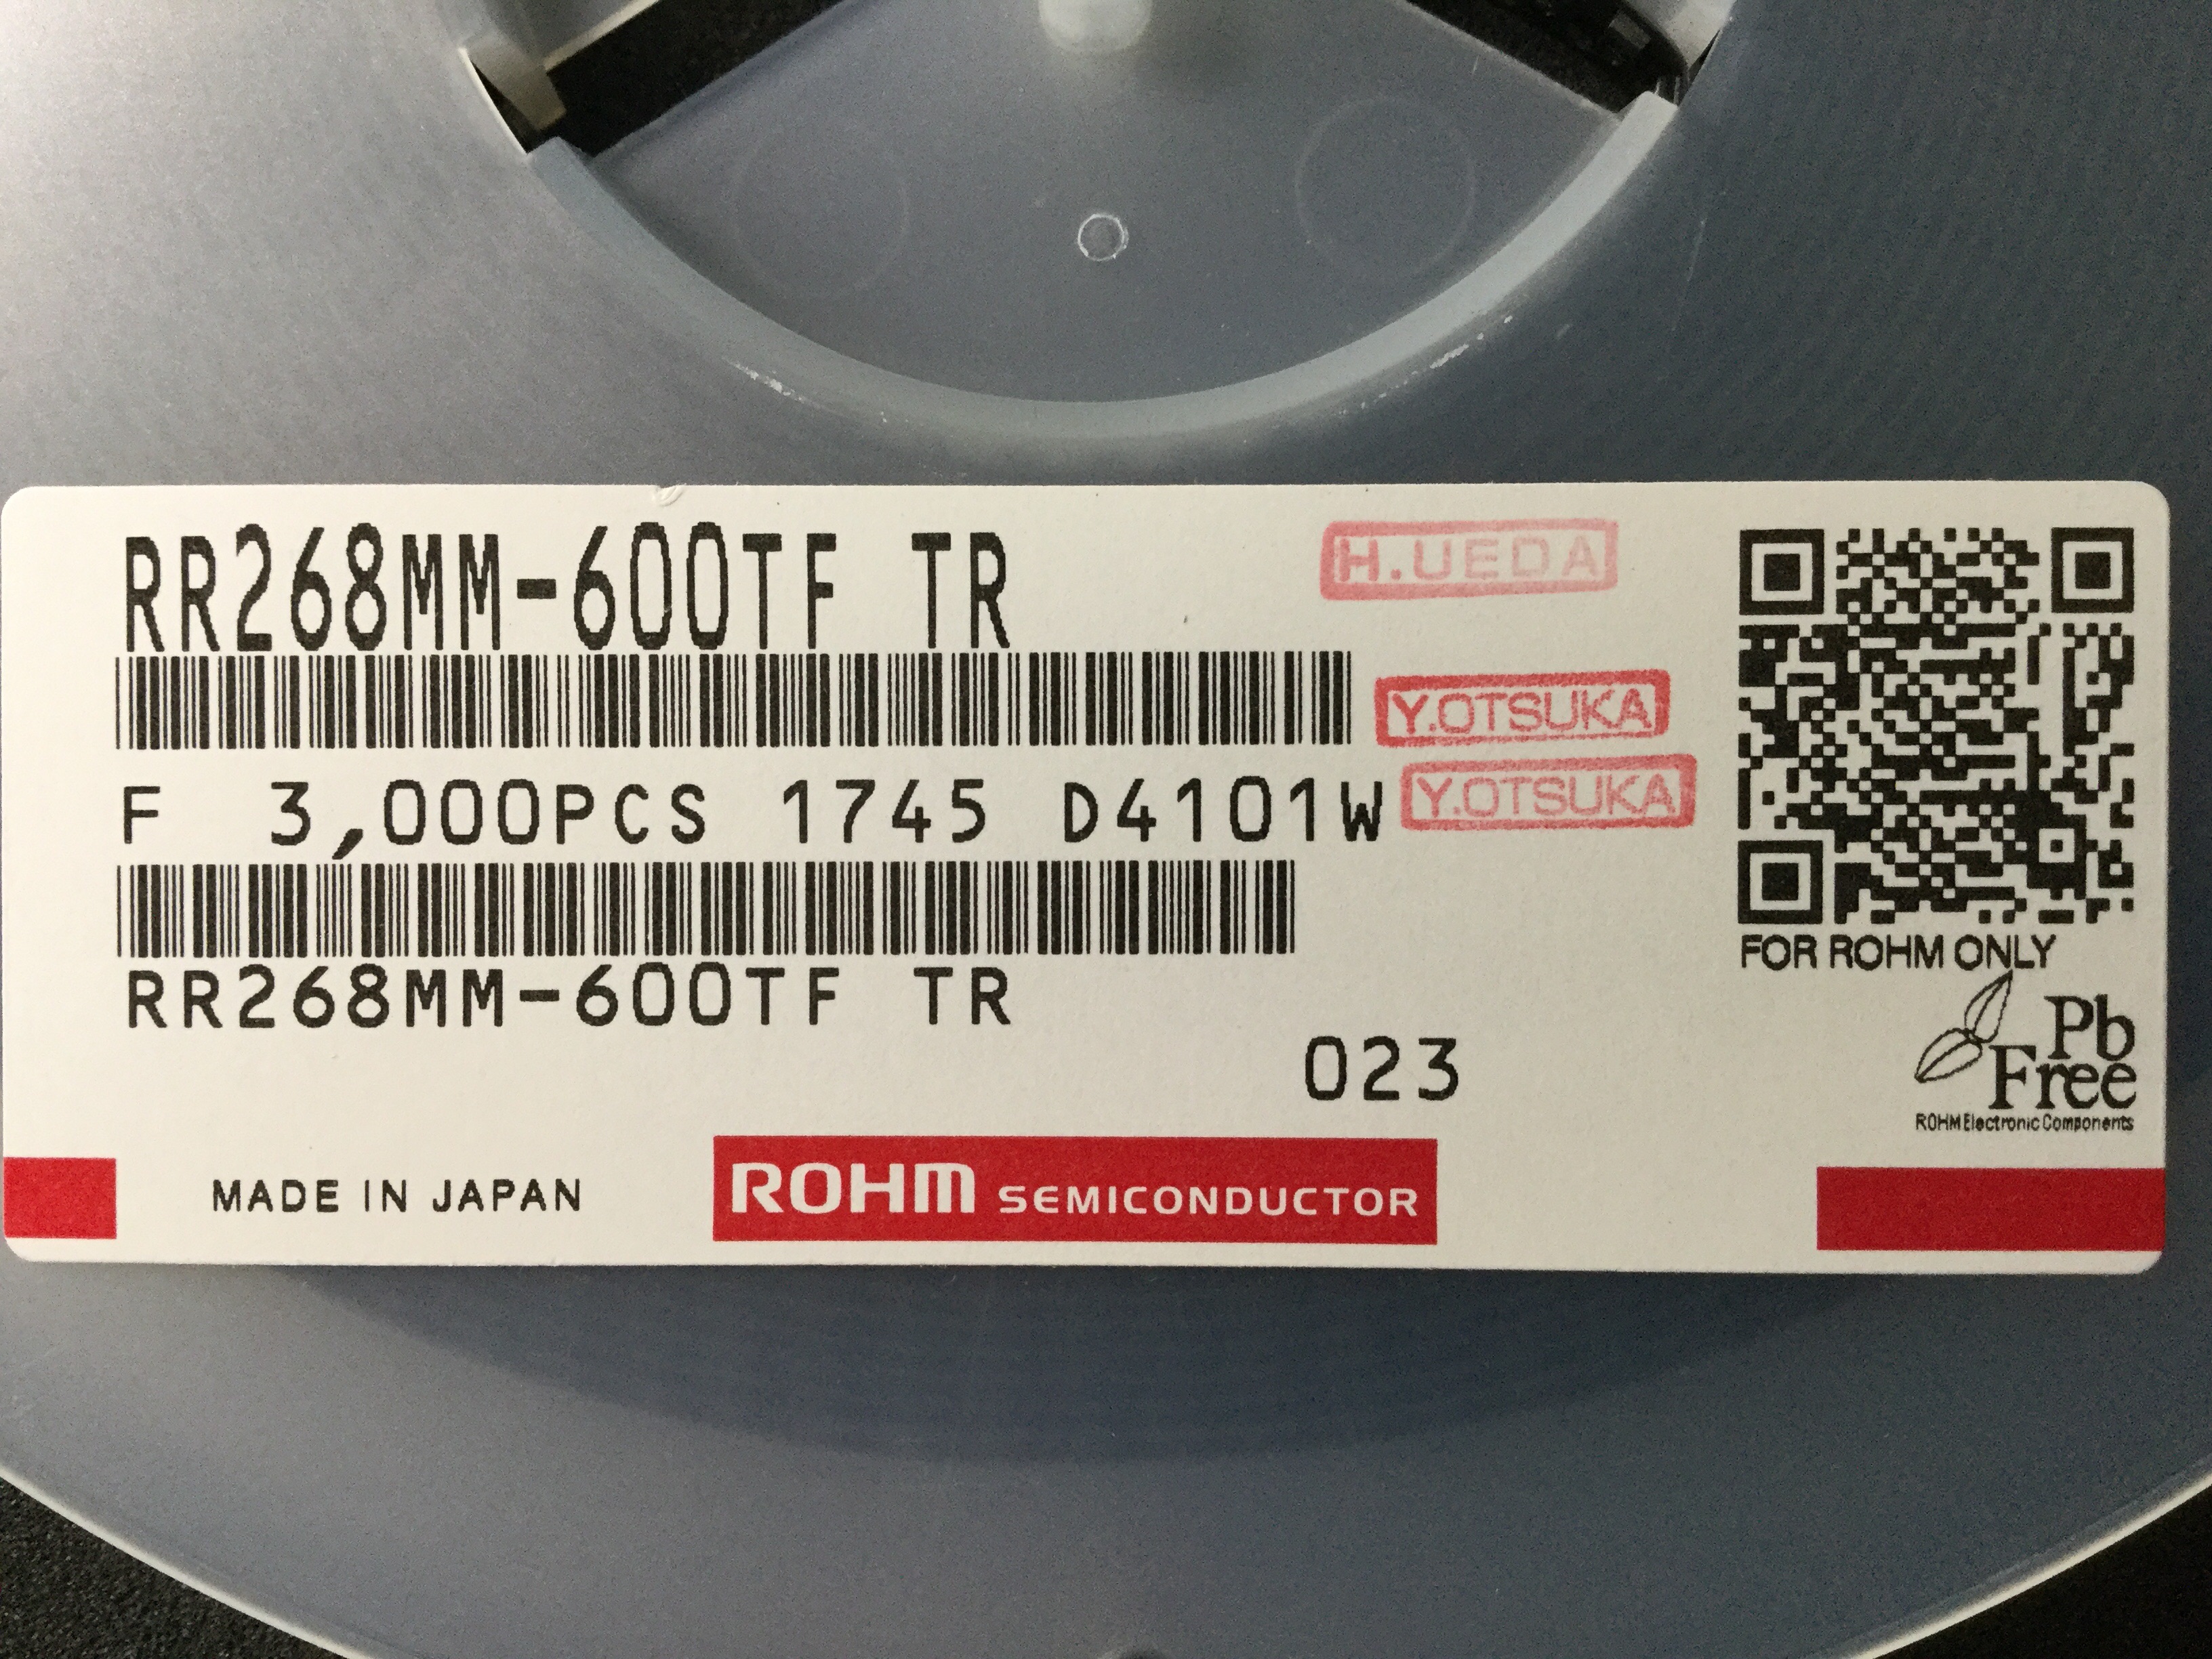 RR268MM-600TF TR
H.UEDA
Y.OTSUKA
F 3,000PCS 1745 D4101W
Y.OTSUKA
FOR ROHM ONLY
RR268MM-600TF TR
023
Pb
Free
ROHM Electronic Components
MADE IN JAPAN
ROHM SEMICONDUCTOR